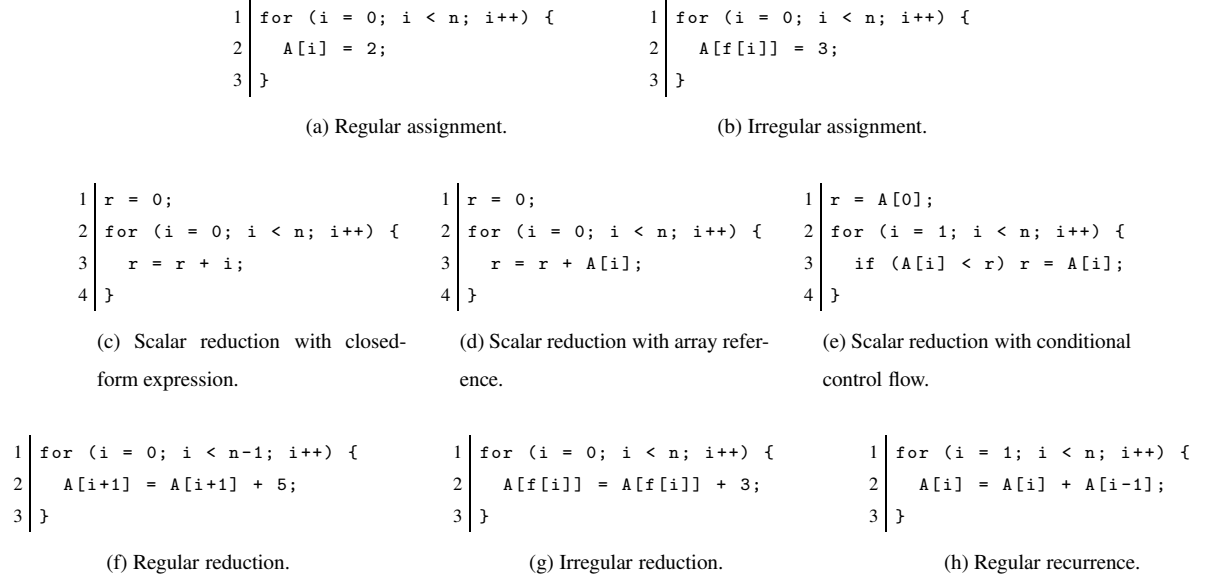 1 for (i = 0; i < n; i++) {
2   A[i] = 2;
3 }
(a) Regular assignment.
1 for (i = 0; i < n; i++) {
2   A[f[i]] = 3;
3 }
(b) Irregular assignment.
1 r = 0;
2 for (i = 0; i < n; i++) {
3   r = r + i;
4 }
(c) Scalar reduction with closed-
form expression.
1 r = 0;
2 for (i = 0; i < n; i++) {
3   r = r + A[i];
4 }
(d) Scalar reduction with array refer-
ence.
1 r = A[0];
2 for (i = 1; i < n; i++) {
3   if (A[i] < r) r = A[i];
4 }
(e) Scalar reduction with conditional
control flow.
1 for (i = 0; i < n-1; i++) {
2   A[i+1] = A[i+1] + 5;
3 }
(f) Regular reduction.
1 for (i = 0; i < n; i++) {
2   A[f[i]] = A[f[i]] + 3;
3 }
(g) Irregular reduction.
1 for (i = 1; i < n; i++) {
2   A[i] = A[i] + A[i-1];
3 }
(h) Regular recurrence.